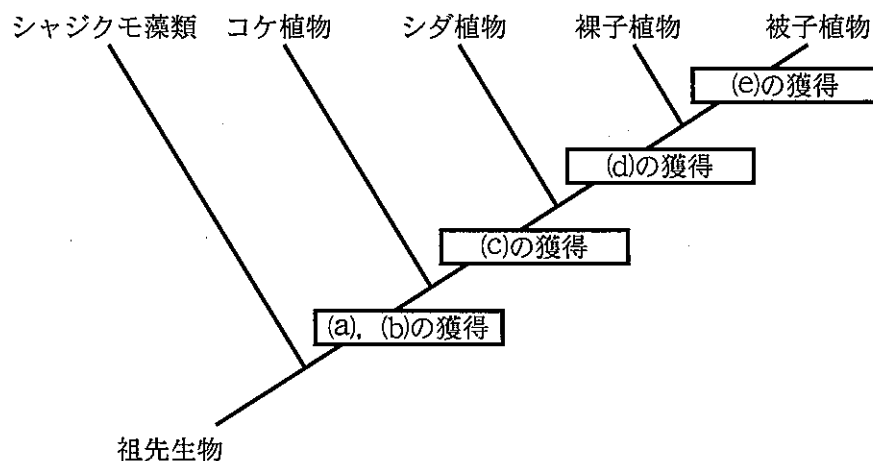 シャジクモ藻類 コケ植物 シダ植物 裸子植物 被子植物
(e)の獲得
(d)の獲得
(c)の獲得
(a)，(b)の獲得
祖先生物